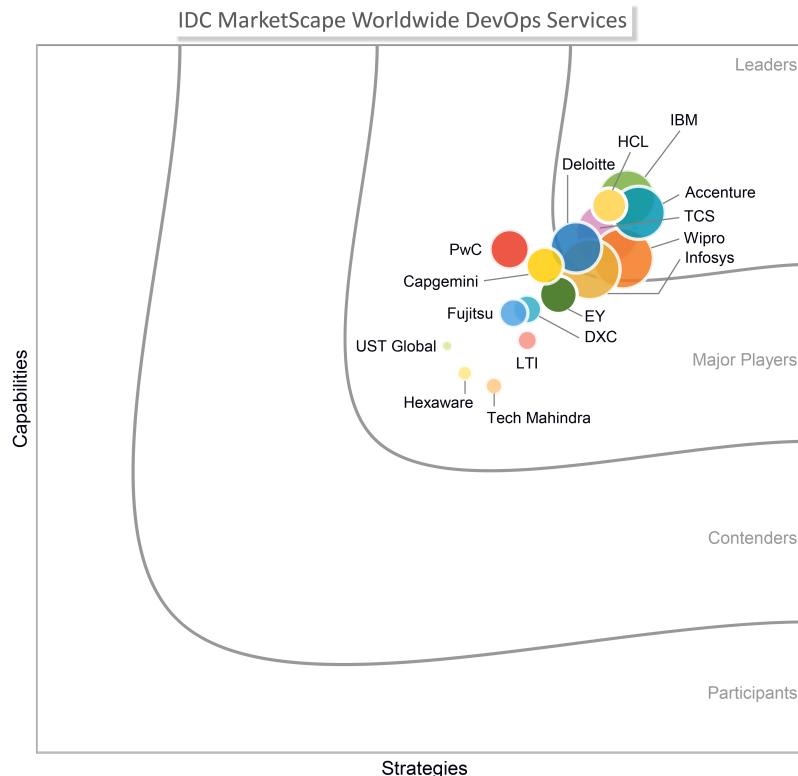 IDC MarketScape Worldwide DevOps Services
Leaders
IBM
HCL
Deloitte
Accenture
TCS
PwC
Wipro
Infosys
Capgemini
Fujitsu
EY
DXC
UST Global
LTI
Major Players
Hexaware
Tech Mahindra
Capabilities
Contenders
Participants
Strategies